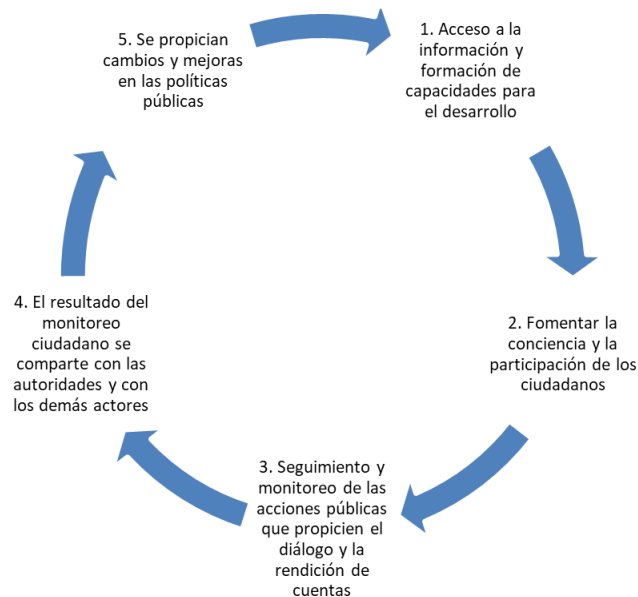 1. Acceso a la
información y
formación de
capacidades para
el desarrollo
2. Fomentar la
conciencia y la
participación de los
ciudadanos
3. Seguimiento y
monitoreo de las
acciones públicas
que propicien el
diálogo y la
rendición de
cuentas
4. El resultado del
monitoreo
ciudadano se
comparte con las
autoridades y con
los demás actores
5. Se propician
cambios y mejoras
en las políticas
públicas